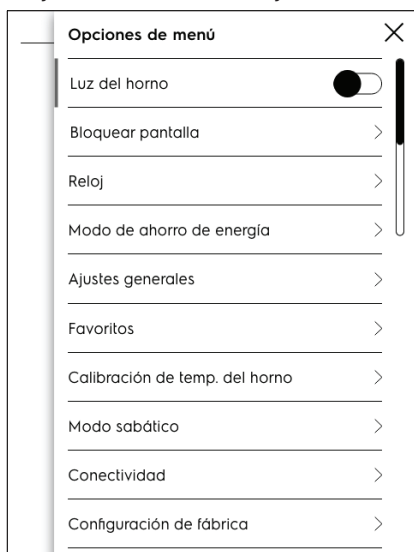 Opciones de menú
Luz del horno
Bloquear pantalla
Reloj
Modo de ahorro de energía
Ajustes generales
Favoritos
Calibración de temp. del horno
Modo sabático
Conectividad
Configuración de fábrica